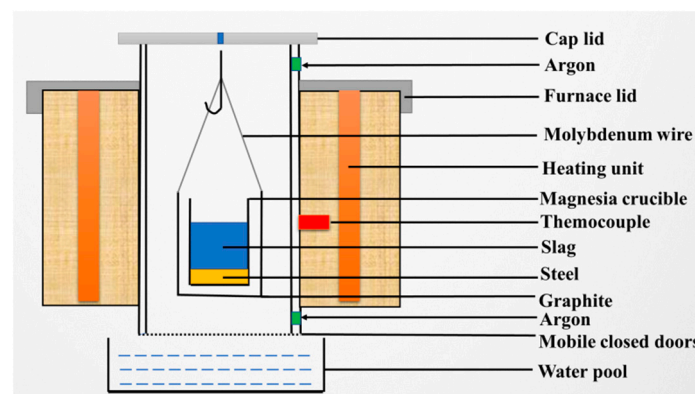 Cap lid
Argon
Furnace lid
Molybdenum wire
Heating unit
Magnesia crucible
Themocouple
Slag
Steel
Graphite
Argon
Mobile closed doors
Water pool